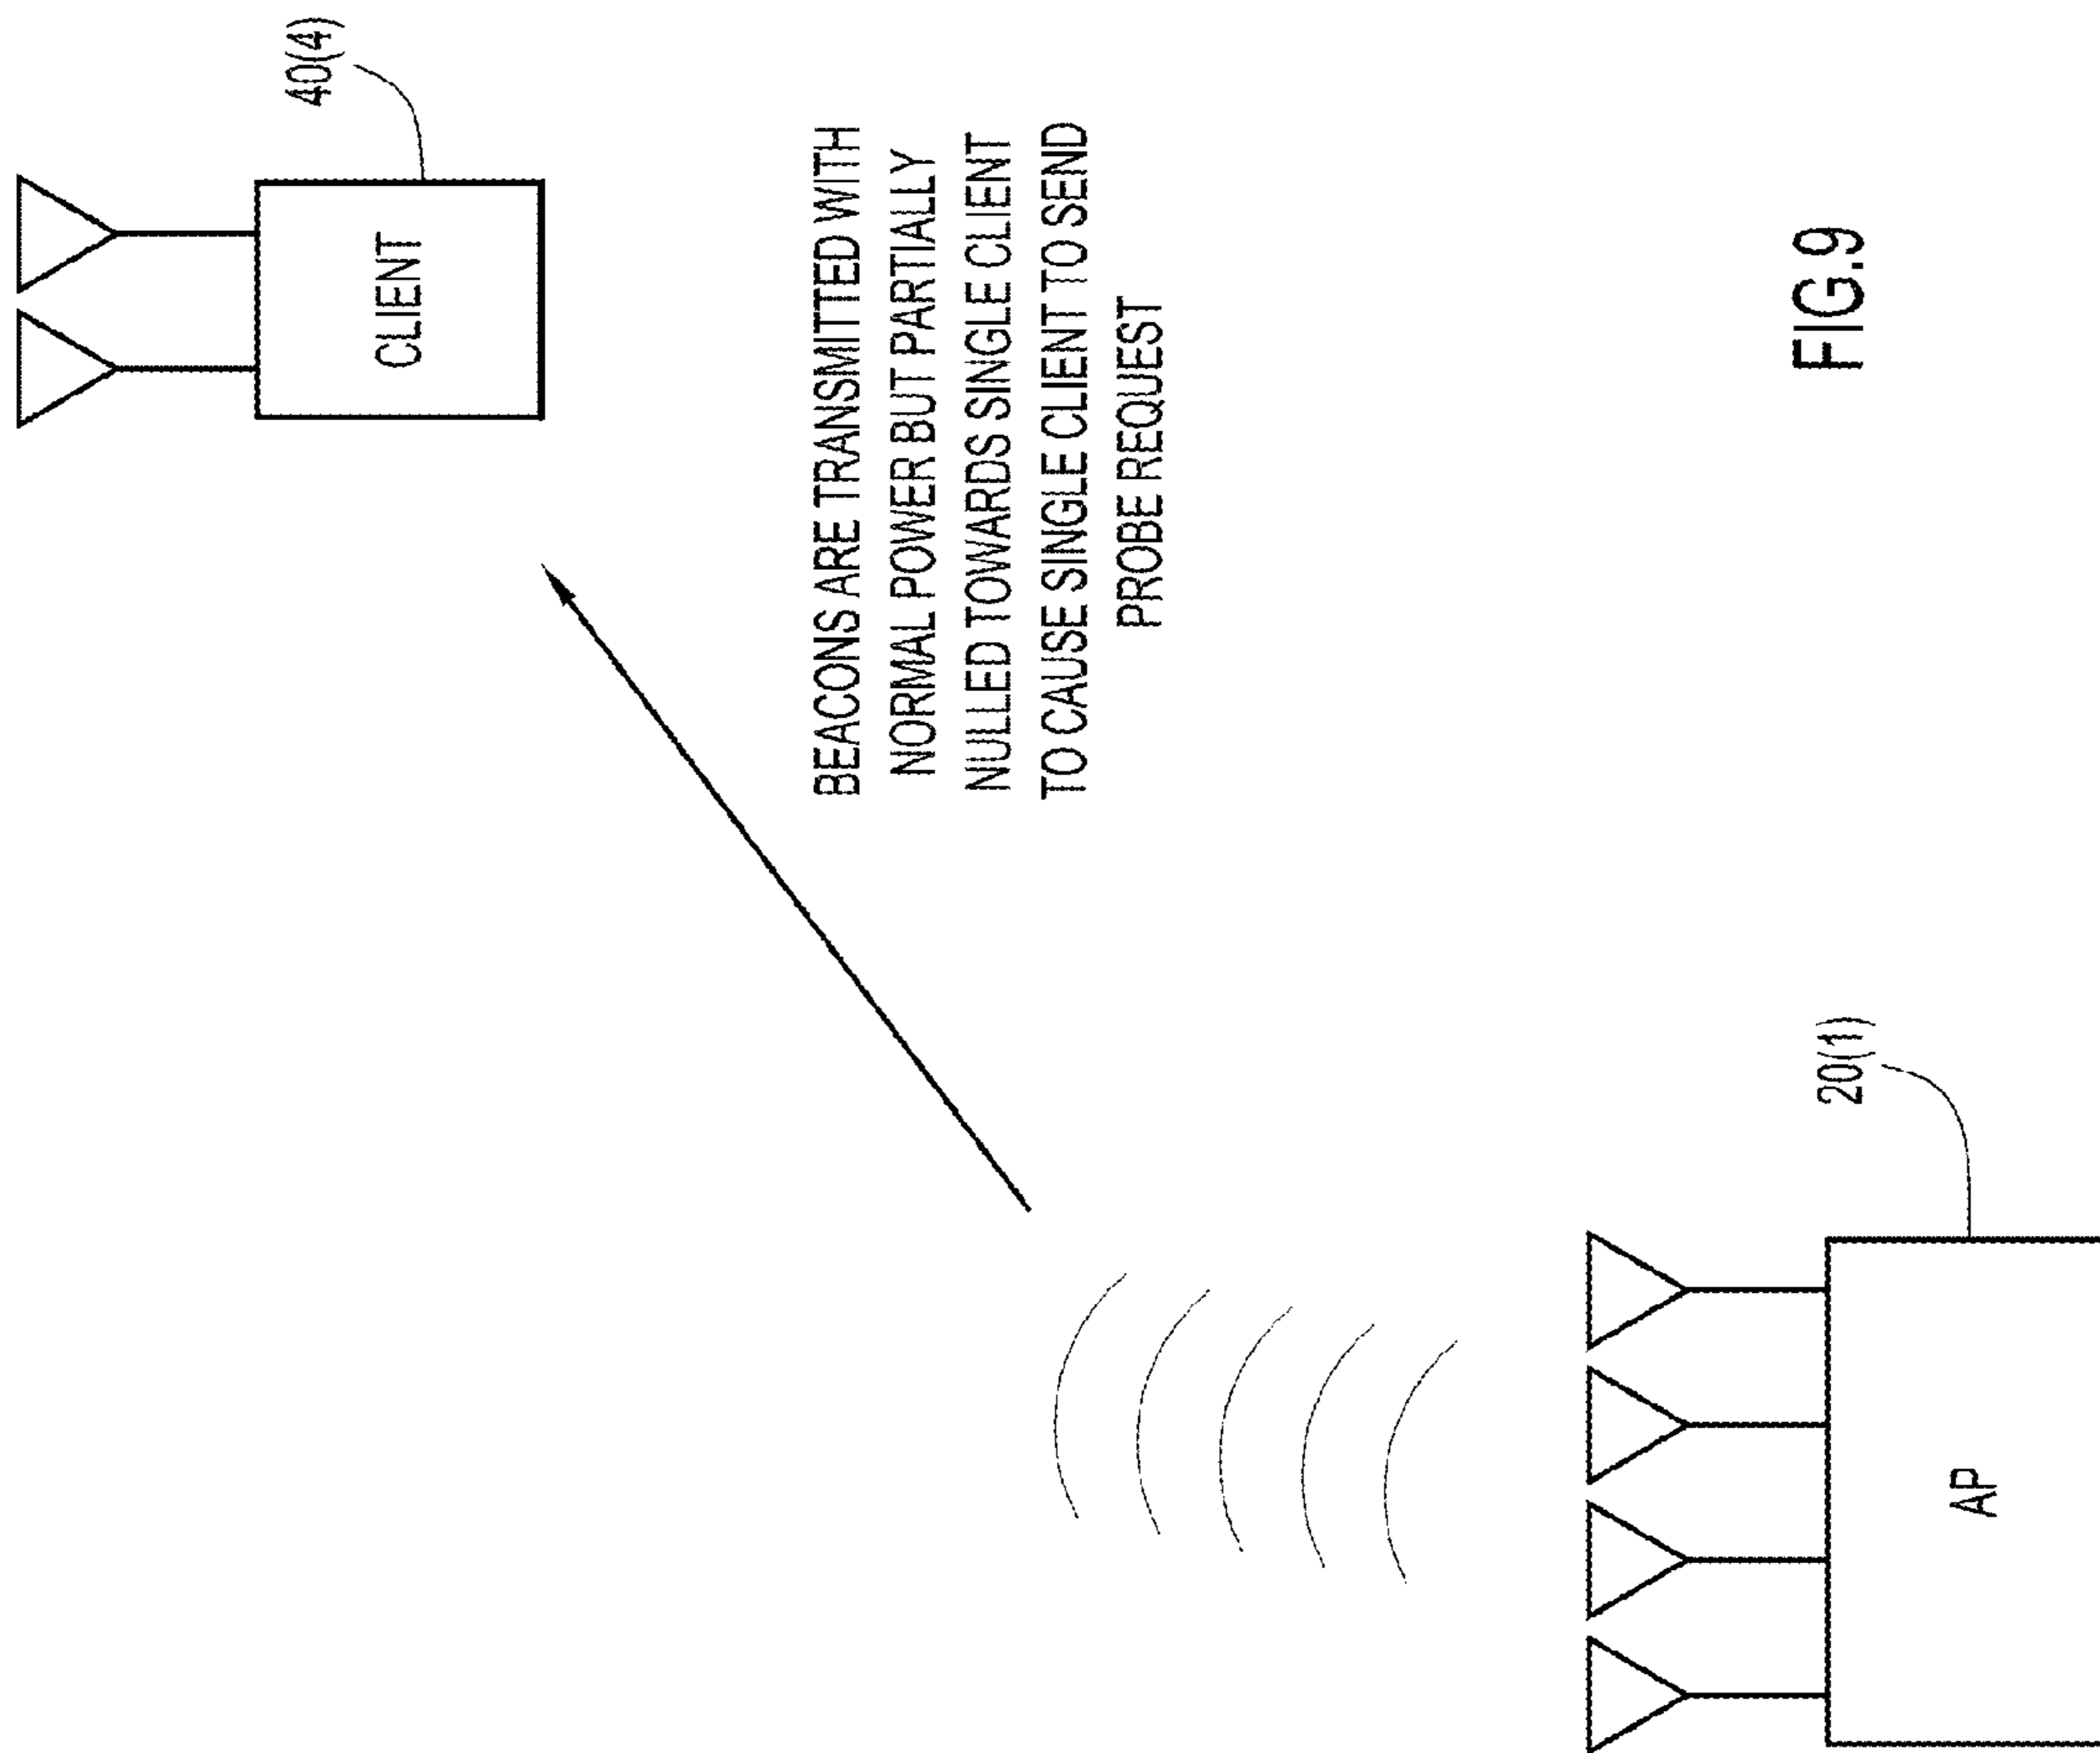 40(4)
CLIENT
BEACONS ARE TRANSMITTED WITH
NORMAL POWER BUT PARTIALLY
NULLED TOWARDS SINGLE CLIENT
TO CAUSE SINGLE CLIENT TO SEND
PROBE REQUEST
20(1)
AP
FIG.9